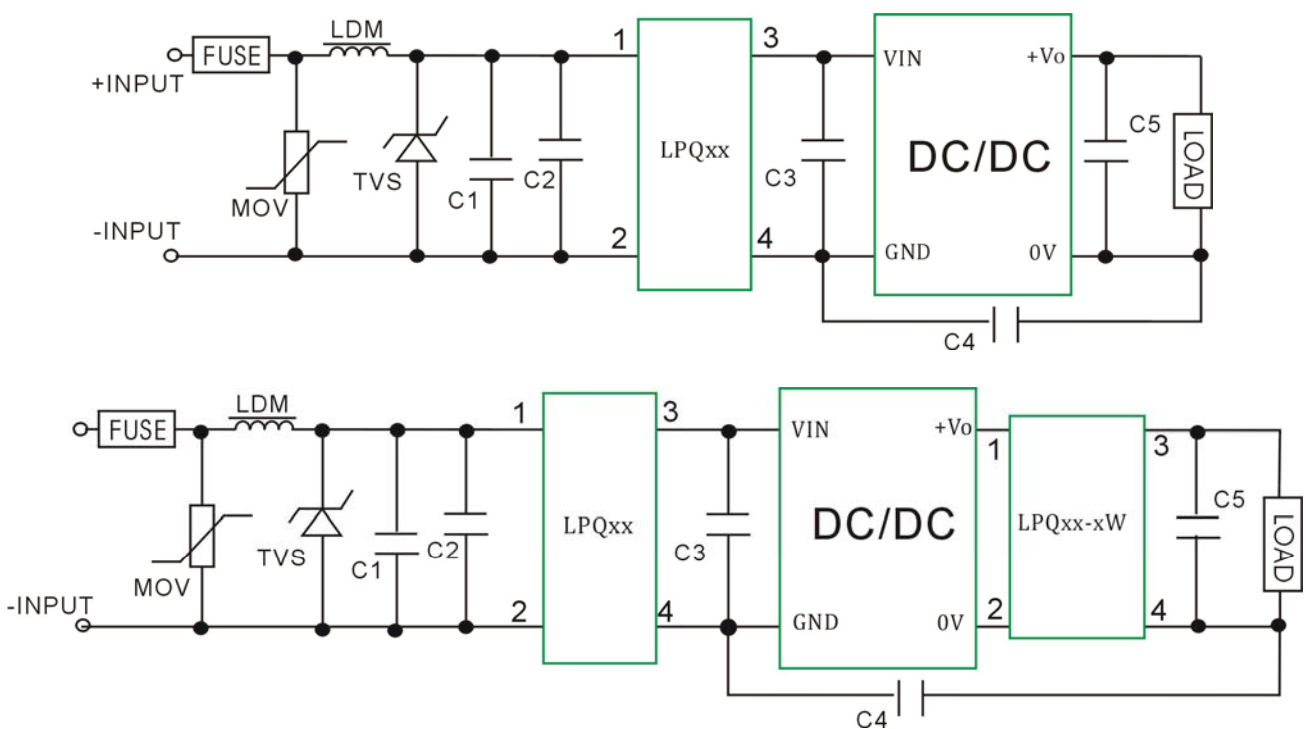 LDM
FUSE
+INPUT
1
3
VIN
+Vo
C5
LOAD
LPQxx
DC/DC
TVS
C1
C2
C3
MOV
-INPUT
2
4
GND
0V
C4
LDM
FUSE
1
3
VIN
+Vo
1
3
C5
LOAD
LPQxx
DC/DC
LPQxx-xW
TVS
C1
C2
C3
MOV
-INPUT
2
4
GND
0V
2
4
C4